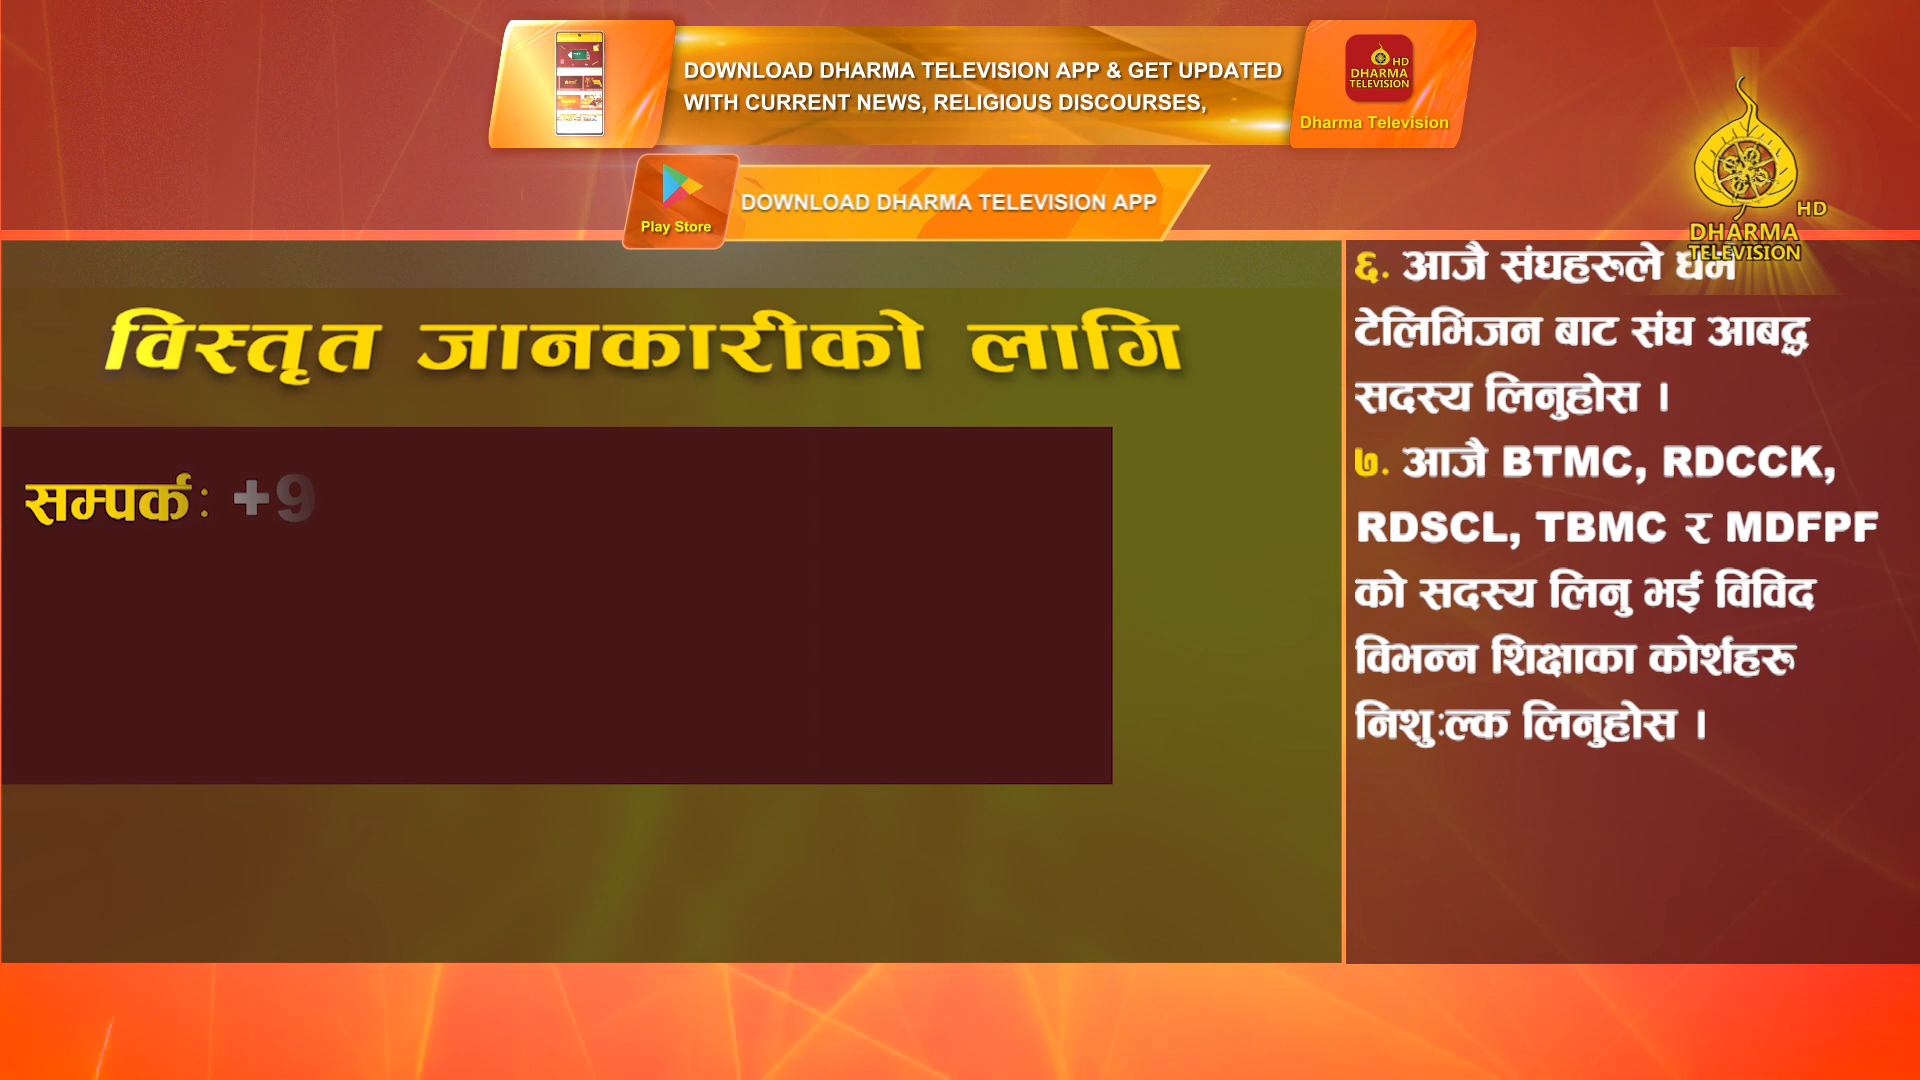 DOWNLOAD DHARMA TELEVISION APP & GET UPDATED
WITH CURRENT NEWS, RELIGIOUS DISCOURSES,
HD
DHARMA
TELEVISION
Dharma Television
Play Store
DOWNLOAD DHARMA TELEVISION APP
HD
DHARMA
TELEVISION
विस्तृत जानकारीको लागि
सम्पर्क: +9
६. आजै संघहरूले धर्म
टेलिभिजन बाट संघ आबद्ध
सदस्य लिनुहोस ।
७. आजै BTMC, RDCCK,
RDSCL, TBMC र MDFPF
को सदस्य लिनु भई विविद
विभन्न शिक्षाका कोर्शहरु
निशु:ल्क लिनुहोस ।